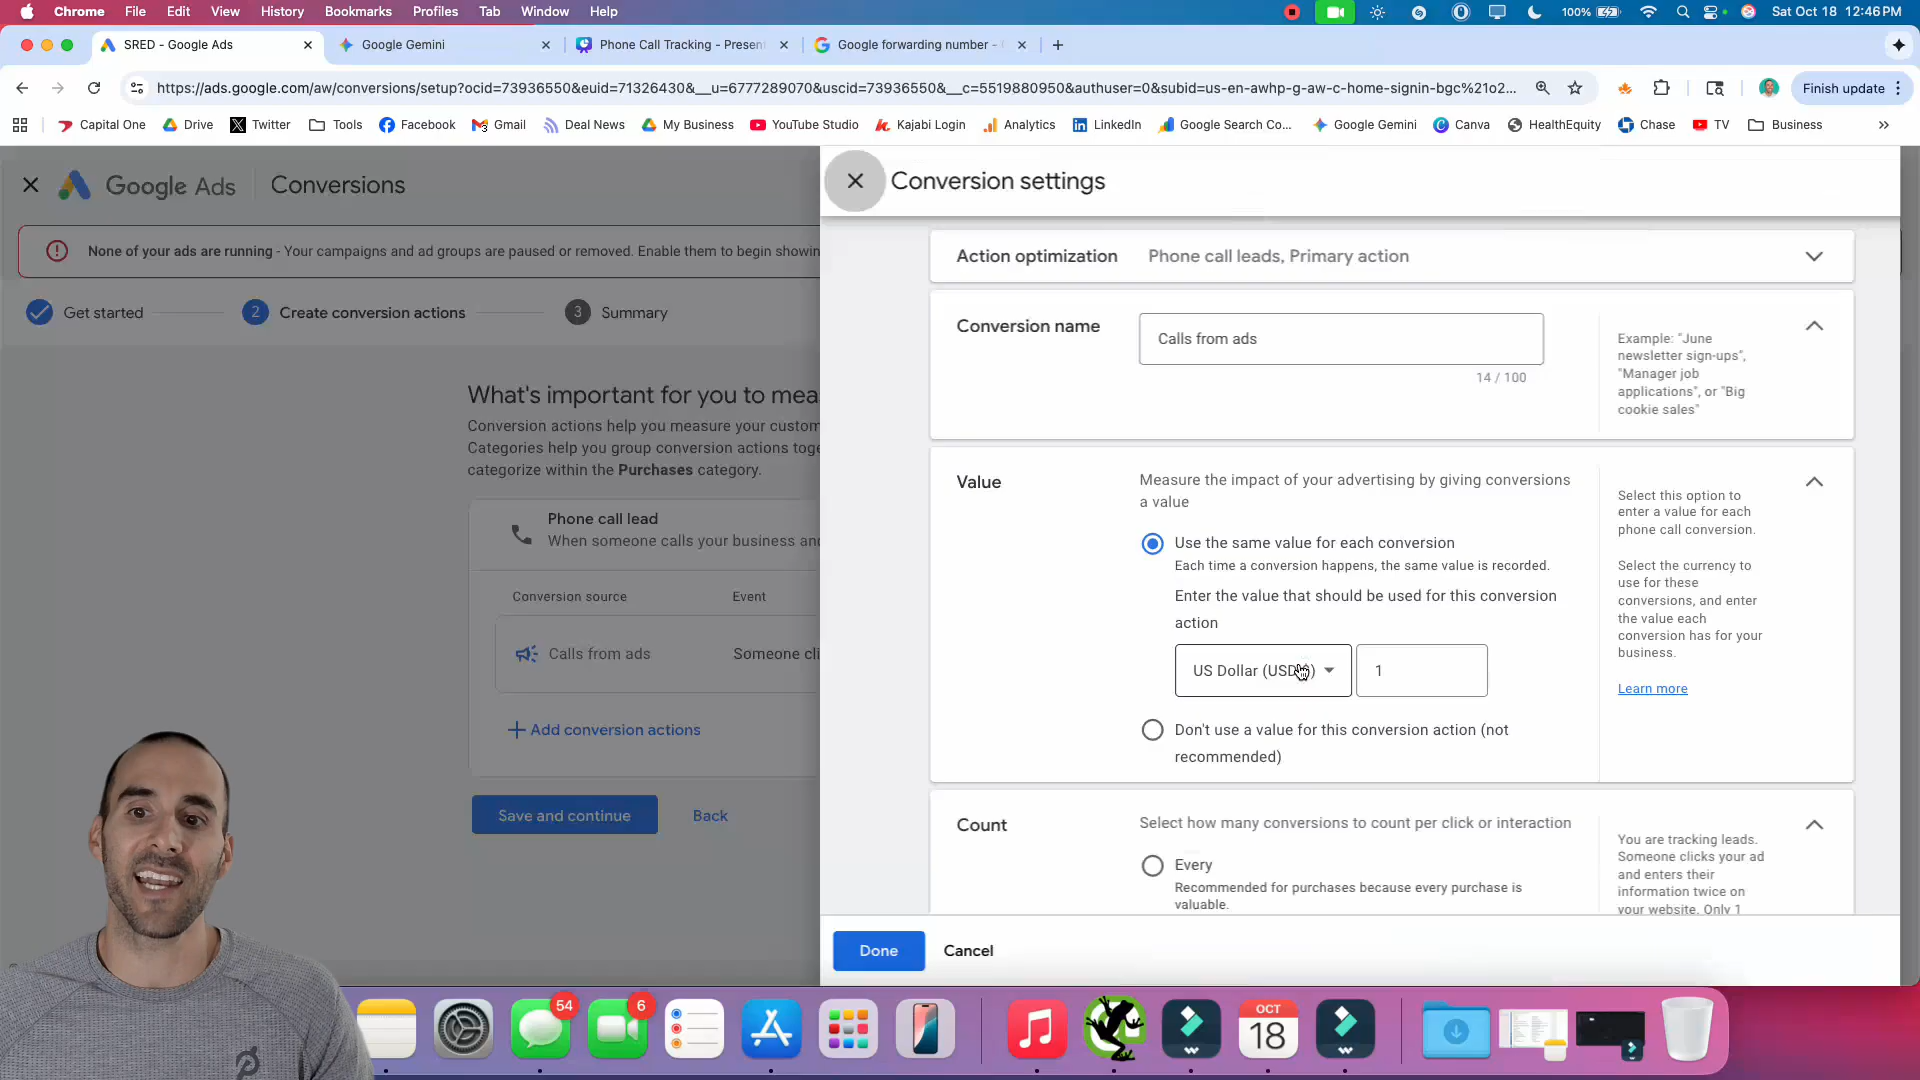 Chrome File Edit View History Bookmarks Profiles Tab Window Help 100% Sat Oct 18 12:46 PM
SRED - Google Ads Google Gemini Phone Call Tracking - Present Google forwarding number -
https://ads.google.com/aw/conversions/setup?ocid=73936550&euid=71326430&__u=6777289070&uscid=73936550&__c=5519880950&authuser=0&subid=us-en-awhp-g-aw-c-home-signin-bgc%21o2... Finish update
Capital One Drive Twitter Tools Facebook Gmail Deal News My Business YouTube Studio Kajabi Login Analytics LinkedIn Google Search Co... Google Gemini Canva HealthEquity Chase TV Business
Google Ads Conversions
None of your ads are running - Your campaigns and ad groups are paused or removed. Enable them to begin showin
Get started 2 Create conversion actions 3 Summary
What's important for you to mea
Conversion actions help you measure your custom
Categories help you group conversion actions toge
categorize within the Purchases category.
Phone call lead
When someone calls your business and
Conversion source Event
Calls from ads Someone cli
Add conversion actions
Save and continue Back
Conversion settings
Action optimization Phone call leads, Primary action
Conversion name
Calls from ads
14 / 100
Example: "June
newsletter sign-ups",
"Manager job
applications", or "Big
cookie sales"
Value
Measure the impact of your advertising by giving conversions
a value
Use the same value for each conversion
Each time a conversion happens, the same value is recorded.
Enter the value that should be used for this conversion
action
US Dollar (USD 1
Don't use a value for this conversion action (not
recommended)
Select this option to
enter a value for each
phone call conversion.
Select the currency to
use for these
conversions, and enter
the value each
conversion has for your
business.
Learn more
Count
Select how many conversions to count per click or interaction
Every
Recommended for purchases because every purchase is
valuable.
You are tracking leads.
Someone clicks your ad
and enters their
information twice on
your website. Only 1
Done Cancel
54 6 OCT
18